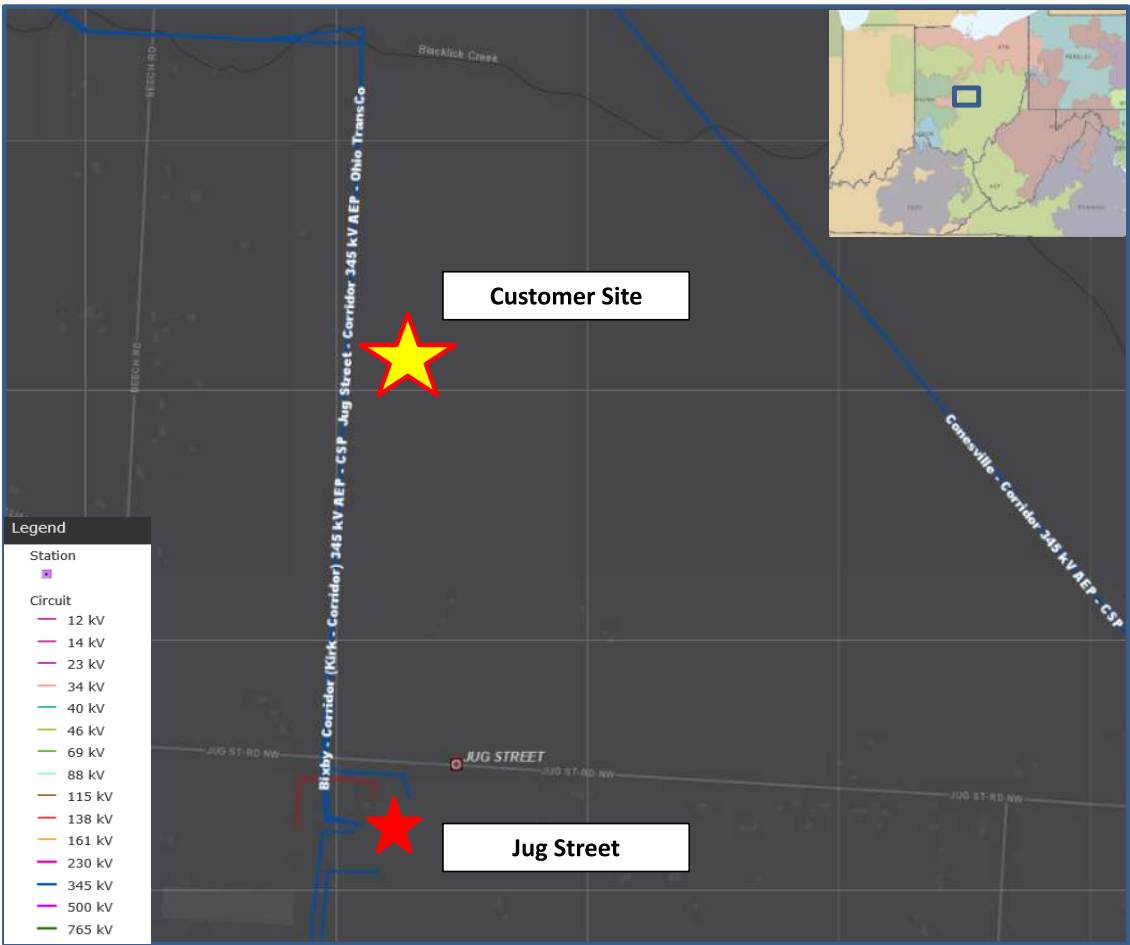 Blacklick Creek
BEECH RD
BEECH RD
Bixby - Corridor (Kirk - Corridor) 345 kV AEP - CSP Jug Street - Corridor 345 kV AEP - Ohio TransCo
Customer Site
Conesville - Corridor 345 kV AEP - CSP
JUG ST-RD NW
JUG STREET
JUG ST-RD NW
JUG ST-RD NW
Jug Street
Legend
Station
Circuit
12 kV
14 kV
23 kV
34 kV
40 kV
46 kV
69 kV
88 kV
115 kV
138 kV
161 kV
230 kV
345 kV
500 kV
765 kV
AEP